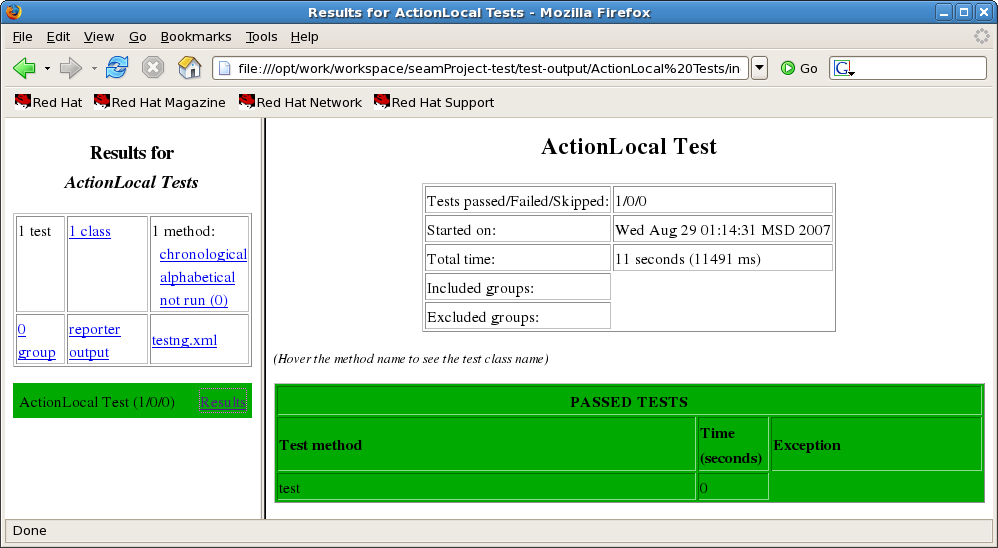 Results for ActionLocal Tests - Mozilla Firefox
File Edit View Go Bookmarks Tools Help
file:///opt/work/workspace/seamProject-test/test-output/ActionLocal%20Tests/in Go G
Red Hat Red Hat Magazine Red Hat Network Red Hat Support
Results for
ActionLocal Tests
1 test 1 class 1 method:
chronological
alphabetical
not run (0)
0 reporter testng.xml
group output
ActionLocal Test (1/0/0) Results
ActionLocal Test
Tests passed/Failed/Skipped: 1/0/0
Started on: Wed Aug 29 01:14:31 MSD 2007
Total time: 11 seconds (11491 ms)
Included groups:
Excluded groups:
(Hover the method name to see the test class name)
PASSED TESTS
Test method Time Exception
(seconds)
test 0
Done